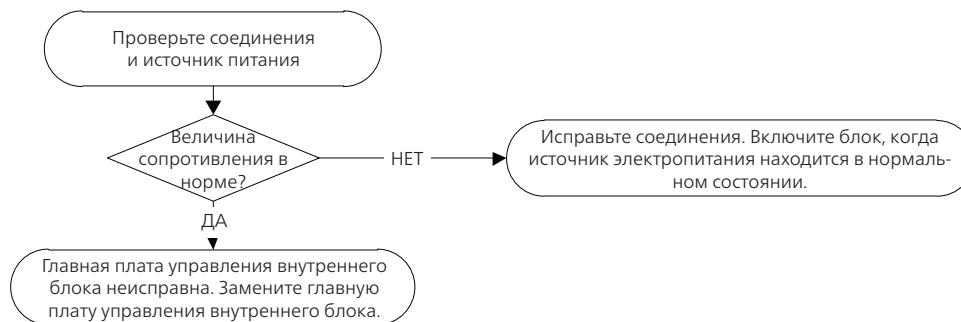 Проверьте соединения
и источник питания
Величина
сопротивления в
норме?
НЕТ
Исправьте соединения. Включите блок, когда
источник электропитания находится в нормаль-
ном состоянии.
ДА
Главная плата управления внутреннего
блока неисправна. Замените главную
плату управления внутреннего блока.